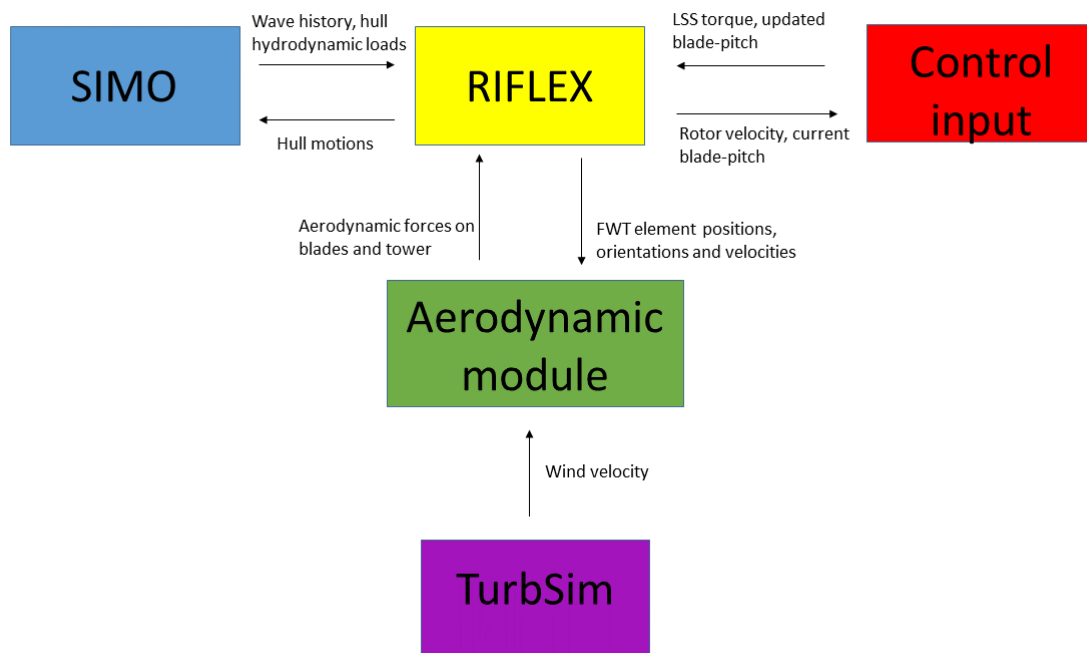 Wave history, hull
hydrodynamic loads
SIMO
Hull motions
RIFLEX
LSS torque, updated
blade-pitch
Rotor velocity, current
blade-pitch
Control
input
Aerodynamic forces on
blades and tower
FWT element positions,
orientations and velocities
Aerodynamic
module
Wind velocity
TurbSim